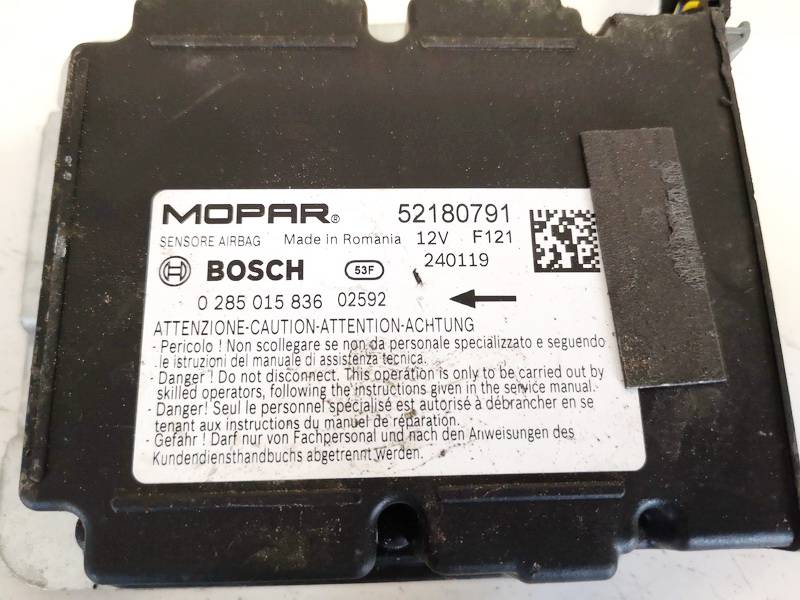 MOPAR® 52180791
SENSORE AIRBAG Made in Romania 12V F121
BOSCH 53F 240119
0 285 015 836 02592
ATTENZIONE-CAUTION-ATTENTION-ACHTUNG
- Pericolo ! Non scollegare se non da personale specializzato e seguendo
le istruzioni del manuale di assistenza tecnica.
- Danger ! Do not disconnect. This operation is only to be carried out by
skilled operators, following the instructions given in the service manual.
- Danger! Seul le personnel spécialisé est autorisé à débrancher en se
tenant aux instructions du manuel de réparation.
- Gefahr ! Darf nur von Fachpersonal und nach den Anweisungen des
Kundendiensthandbuchs abgetrennt werden.